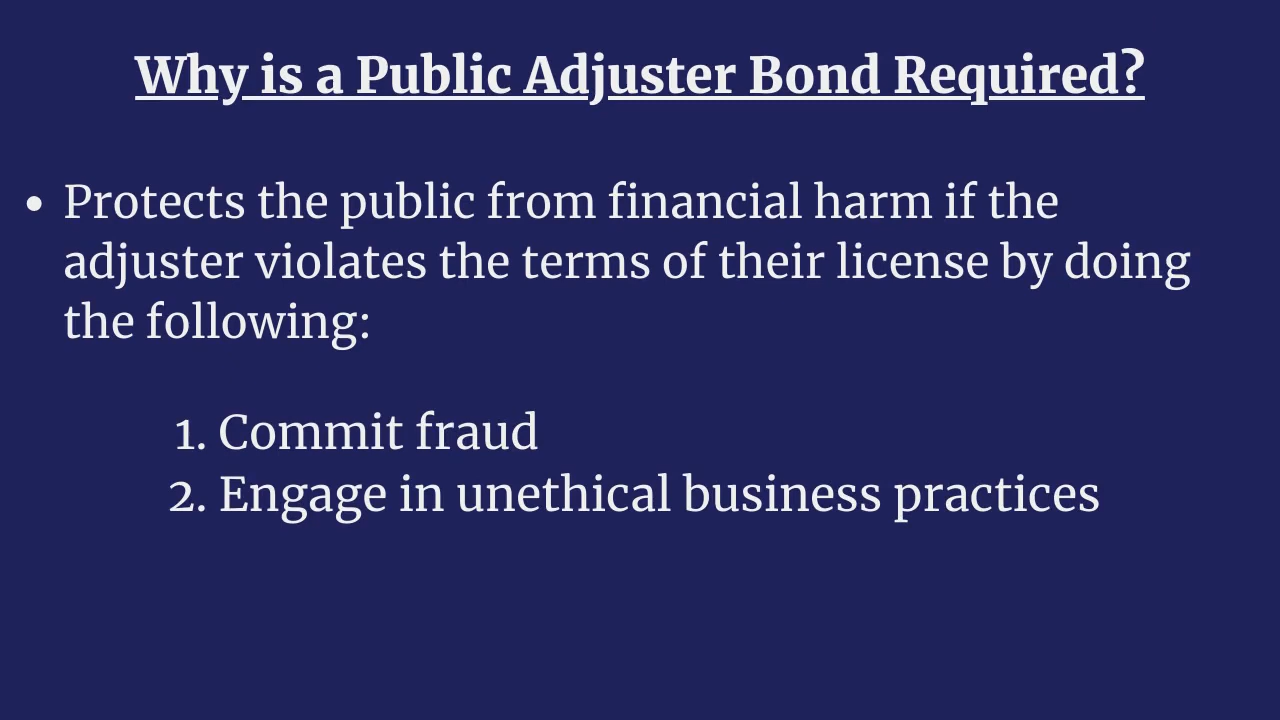 Why is a Public Adjuster Bond Required?
• Protects the public from financial harm if the
adjuster violates the terms of their license by doing
the following:
1. Commit fraud
2. Engage in unethical business practices